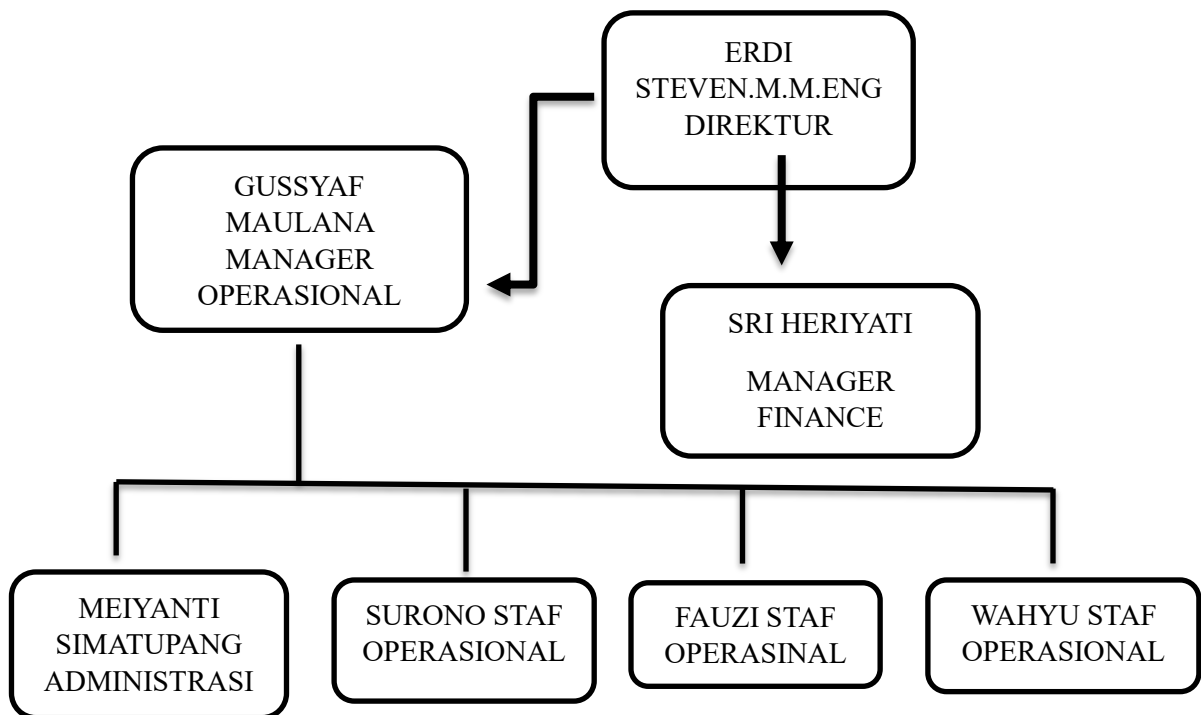 ERDI
STEVEN.M.M.ENG
DIREKTUR
GUSSYAF
MAULANA
MANAGER
OPERASIONAL
SRI HERIYATI
MANAGER
FINANCE
MEIYANTI
SIMATUPANG
ADMINISTRASI
SURONO STAF
OPERASIONAL
FAUZI STAF
OPERASINAL
WAHYU STAF
OPERASIONAL